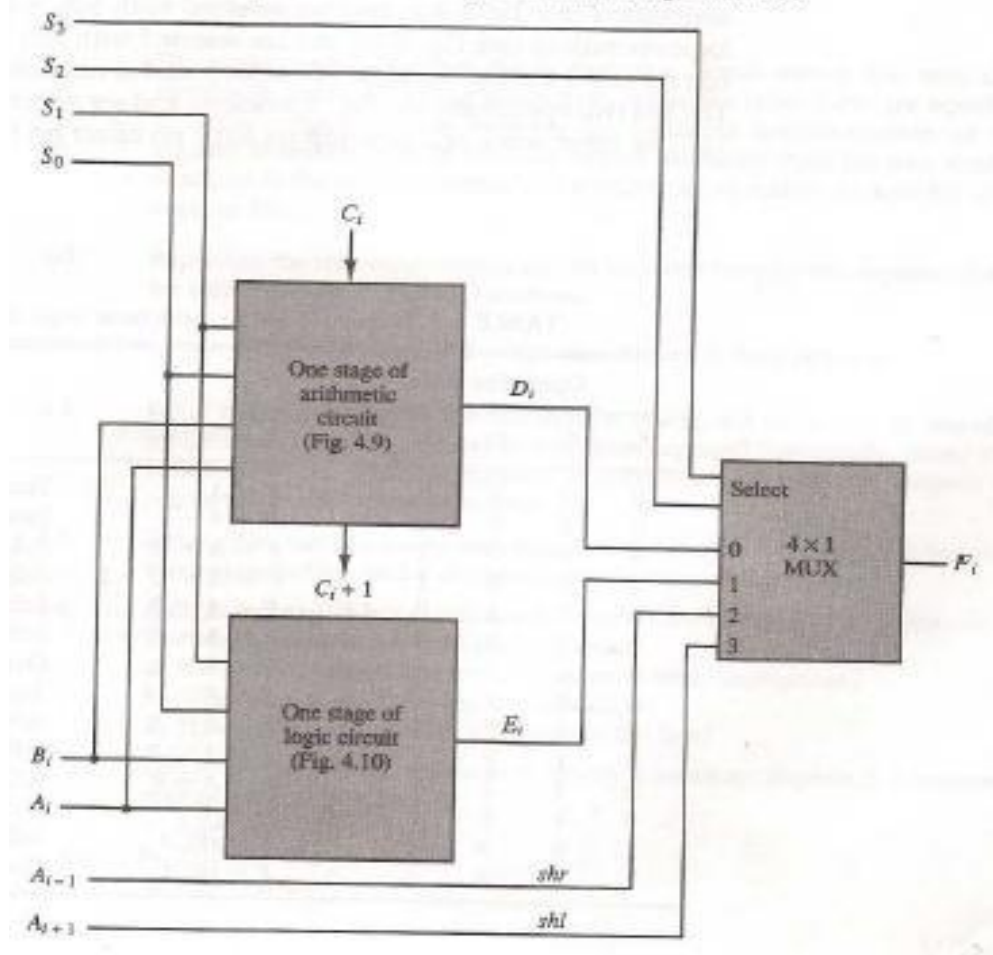 S₃
S₂
S₁
S₀
Cᵢ
One stage of
arithmetic
circuit
(Fig. 4.9)
Dᵢ
Select
0
4 × 1
MUX
1
2
3
Fᵢ
Cᵢ + 1
One stage of
logic circuit
(Fig. 4.10)
Eᵢ
Bᵢ
Aᵢ
Aᵢ₋₁
shr
Aᵢ₊₁
shl